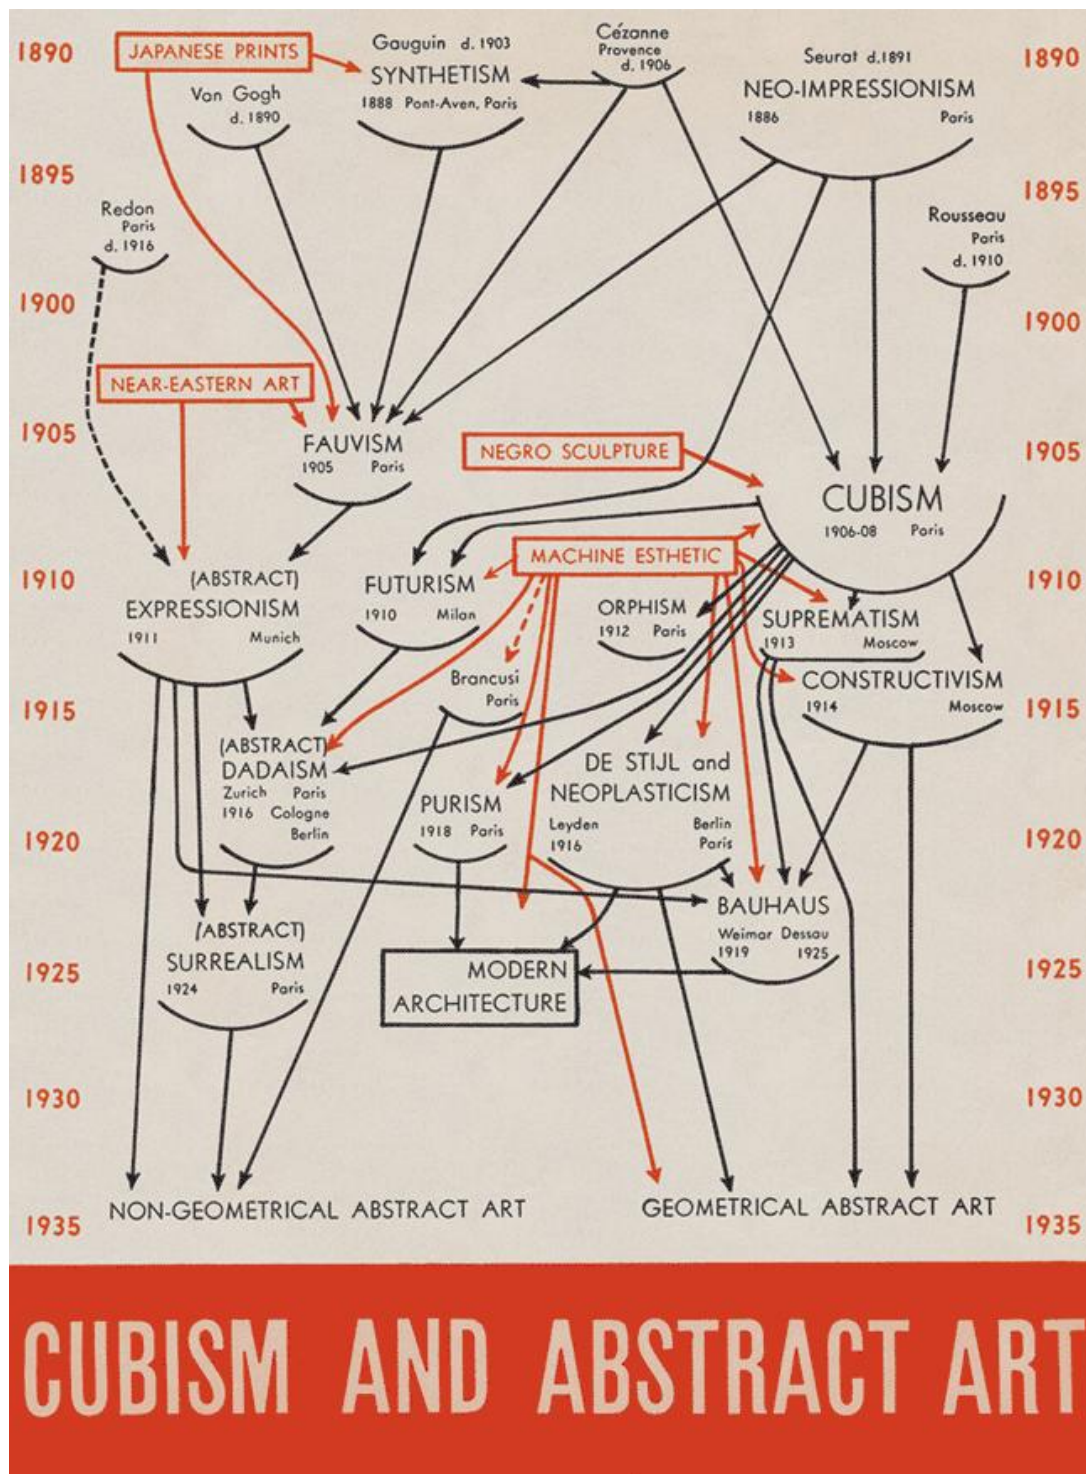 1890
JAPANESE PRINTS
Gauguin d. 1903
SYNTHETISM
1888 Pont-Aven, Paris
Cézanne
Provence
d. 1906
Seurat d.1891
NEO-IMPRESSIONISM
1886 Paris
1890
Van Gogh
d. 1890
1895
1895
Redon
Paris
d. 1916
Rousseau
Paris
d. 1910
1900
1900
NEAR-EASTERN ART
1905
FAUVISM
1905 Paris
NEGRO SCULPTURE
1905
CUBISM
1906-08 Paris
MACHINE ESTHETIC
1910
(ABSTRACT)
EXPRESSIONISM
1911 Munich
FUTURISM
1910 Milan
ORPHISM
1912 Paris
SUPREMATISM
1913 Moscow
1910
Brancusi
Paris
CONSTRUCTIVISM
1914 Moscow
1915
1915
(ABSTRACT)
DADAISM
Zurich Paris
1916 Cologne
Berlin
PURISM
1918 Paris
DE STIJL and
NEOPLASTICISM
Leyden Berlin
1916 Paris
1920
1920
BAUHAUS
Weimar Dessau
1919 1925
(ABSTRACT)
SURREALISM
1924 Paris
MODERN
ARCHITECTURE
1925
1925
1930
1930
NON-GEOMETRICAL ABSTRACT ART
GEOMETRICAL ABSTRACT ART
1935
1935
CUBISM AND ABSTRACT ART